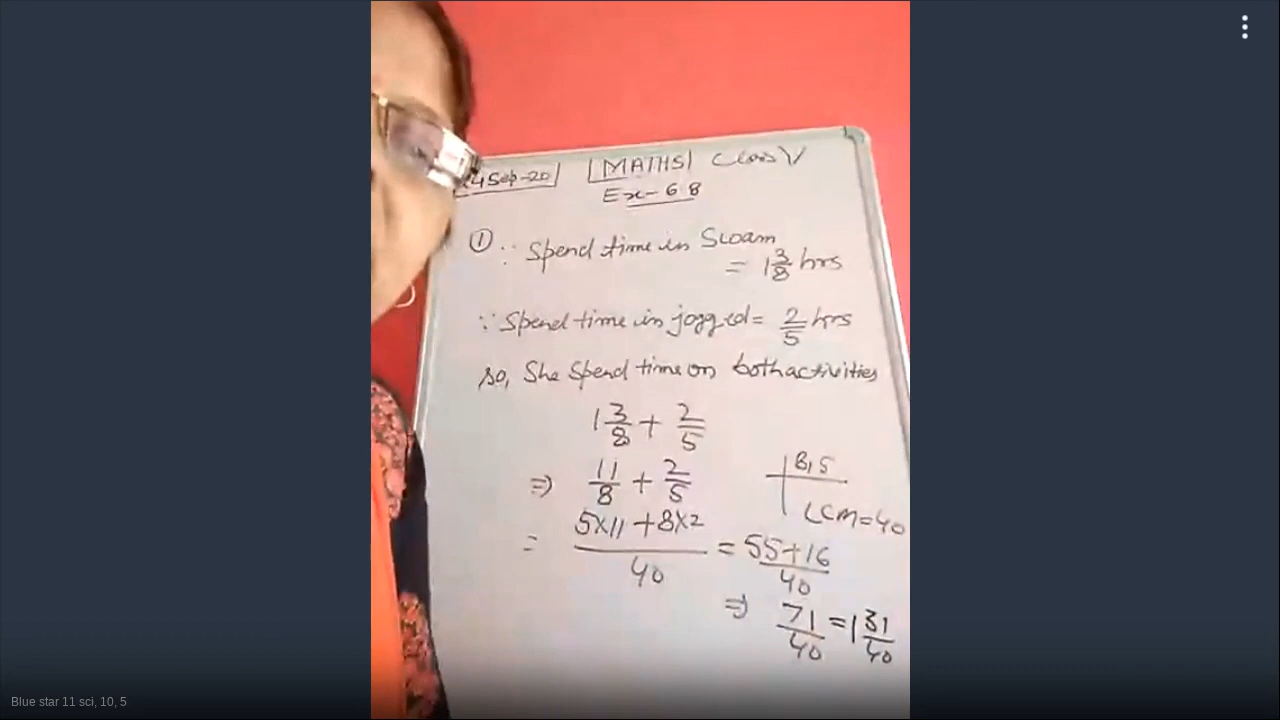 4 Sep-20 MATHS Class V
Ex- 6.8
① ∵ Spend time in Swam
= 1 3/8 hrs
∵ Spend time in jogged = 2/5 hrs
so, She Spend time on both activities
1 3/8 + 2/5
⇒ 11/8 + 2/5
8, 5
LCM = 40
= 5×11 + 8×2 / 40 = 55+16 / 40
⇒ 71/40 = 1 31/40
Blue star 11 sci, 10, 5